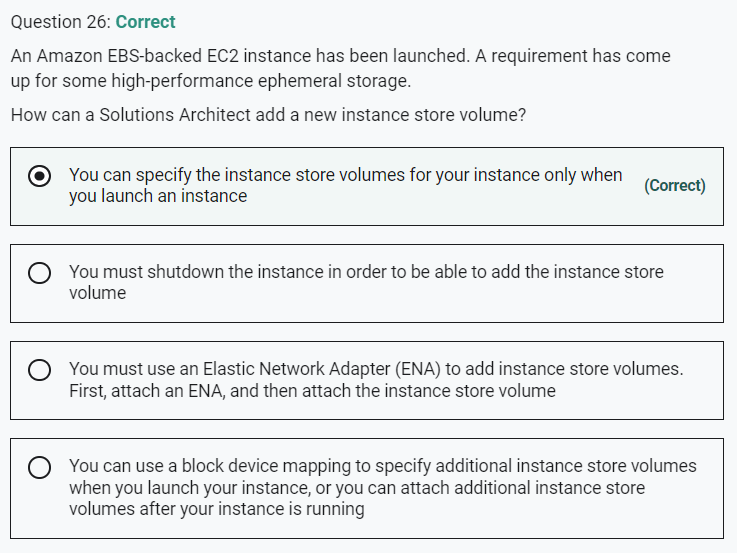 Question 26: Correct
An Amazon EBS-backed EC2 instance has been launched. A requirement has come
up for some high-performance ephemeral storage.
How can a Solutions Architect add a new instance store volume?
You can specify the instance store volumes for your instance only when
you launch an instance
(Correct)
You must shutdown the instance in order to be able to add the instance store
volume
You must use an Elastic Network Adapter (ENA) to add instance store volumes.
First, attach an ENA, and then attach the instance store volume
You can use a block device mapping to specify additional instance store volumes
when you launch your instance, or you can attach additional instance store
volumes after your instance is running